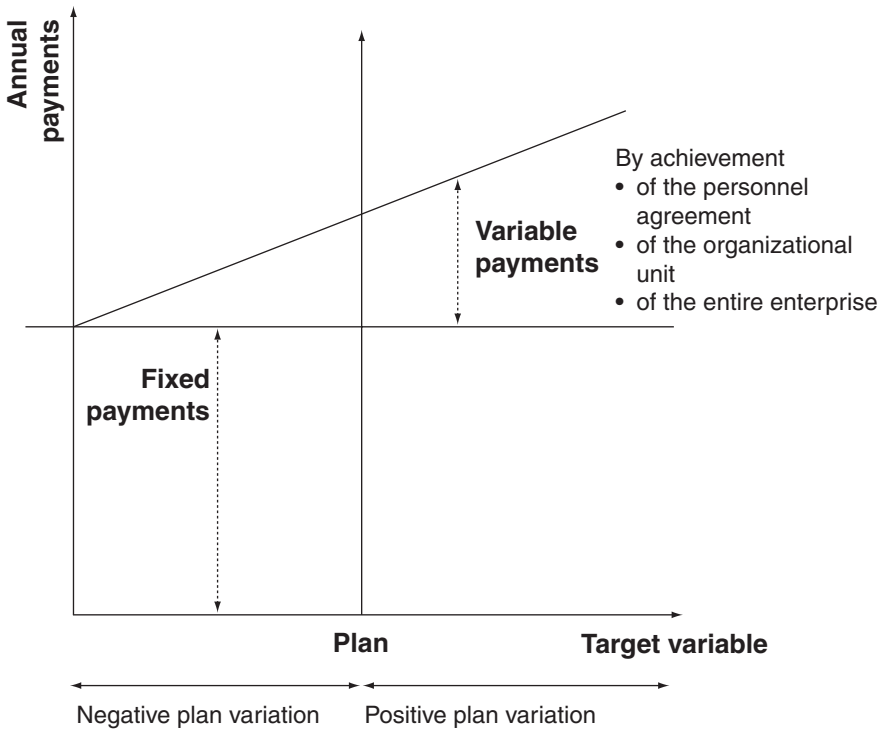 Annual
payments
By achievement
• of the personnel
agreement
• of the organizational
unit
• of the entire enterprise
Variable
payments
Fixed
payments
Plan
Target variable
Negative plan variation
Positive plan variation